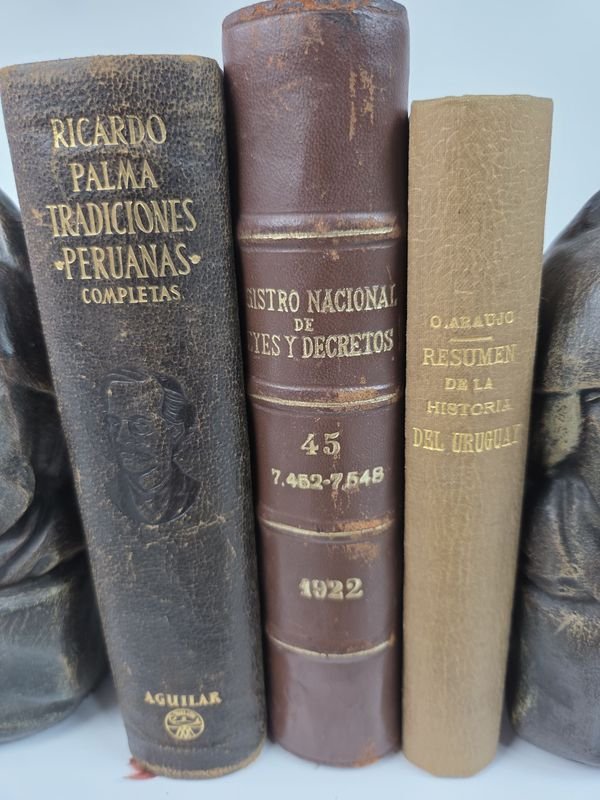 RICARDO
PALMA
TRADICIONES
·PERUANAS·
COMPLETAS
AGUILAR
GISTRO NACIONAL
DE
EYES Y DECRETOS
45
7.452-7.548
1922
O. ARAUJO
RESUMEN
DE LA
HISTORIA
DEL URUGUAY